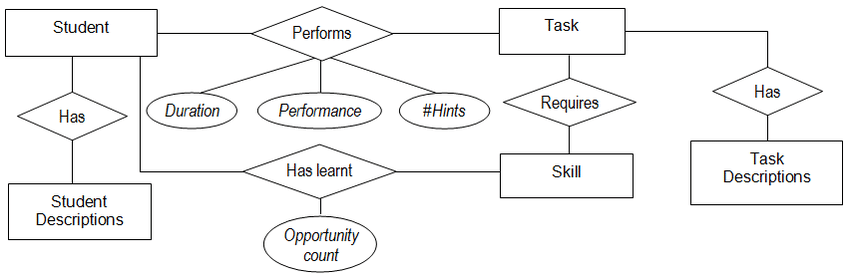 Student
Performs
Task
Has
Duration
Performance
#Hints
Requires
Has
Has learnt
Skill
Task
Descriptions
Student
Descriptions
Opportunity
count